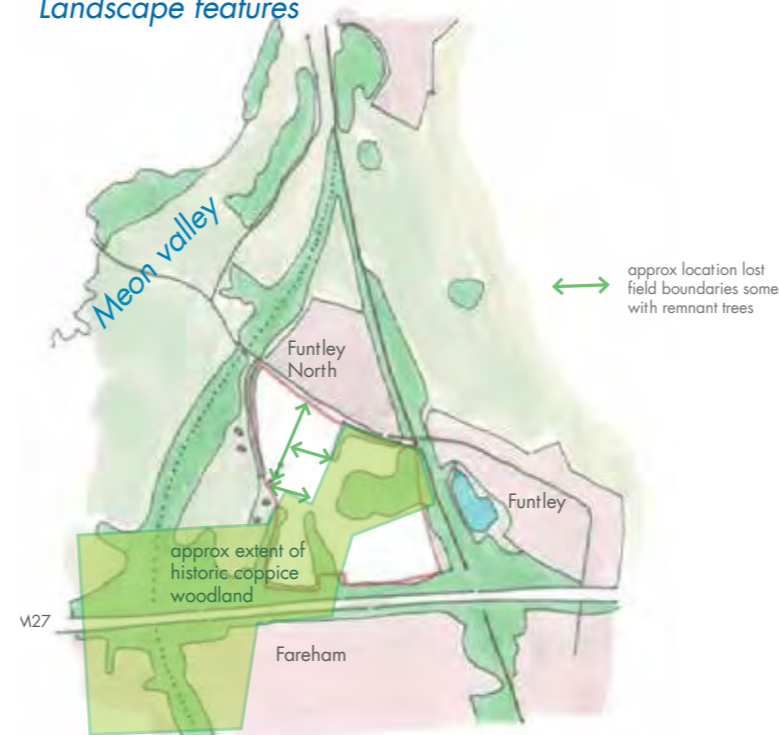 Landscape features
Meon valley
approx location lost
field boundaries some
with remnant trees
Funtley
North
Funtley
approx extent of
historic coppice
woodland
M27
Fareham